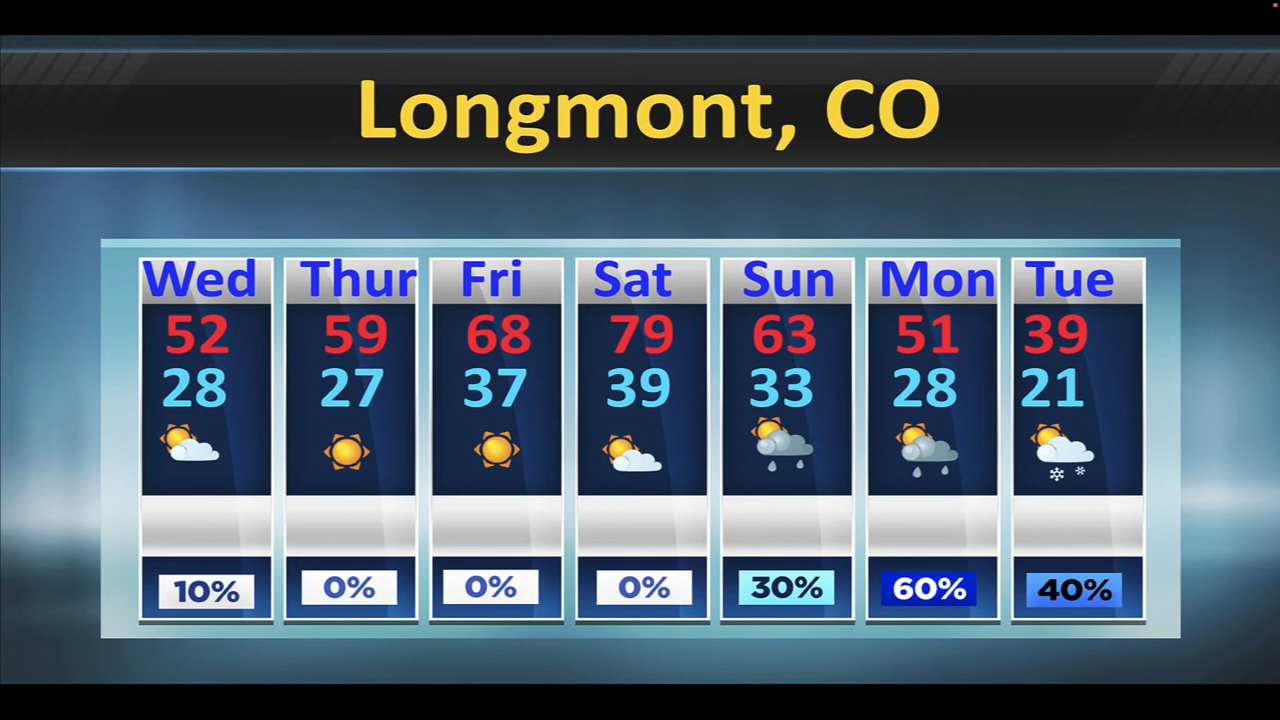 Longmont, CO
Wed Thur Fri Sat Sun Mon Tue
52 59 68 79 63 51 39
28 27 37 39 33 28 21
10% 0% 0% 0% 30% 60% 40%